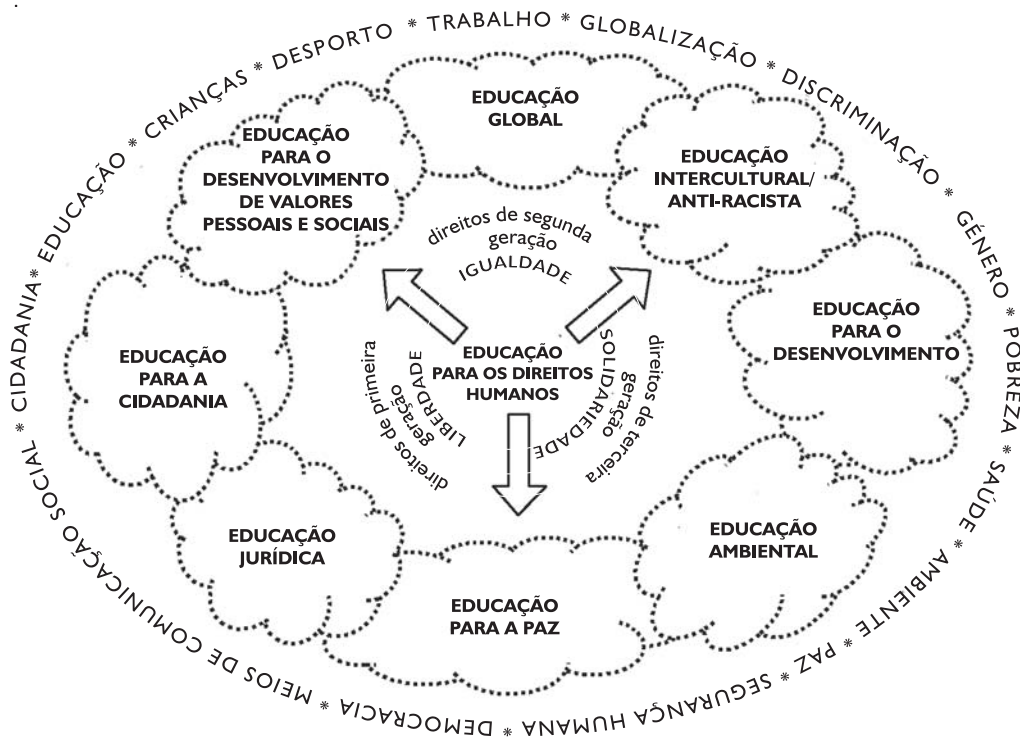 CIDADANIA * EDUCAÇÃO * CRIANÇAS * DESPORTO * TRABALHO * GLOBALIZAÇÃO * DISCRIMINAÇÃO * GÉNERO * POBREZA * SAÚDE * AMBIENTE * PAZ * SEGURANÇA HUMANA * DEMOCRACIA * MEIOS DE COMUNICAÇÃO SOCIAL *
EDUCAÇÃO
GLOBAL
EDUCAÇÃO
PARA O
DESENVOLVIMENTO
DE VALORES
PESSOAIS E SOCIAIS
EDUCAÇÃO
INTERCULTURAL/
ANTI-RACISTA
direitos de segunda
geração
IGUALDADE
EDUCAÇÃO
PARA O
DESENVOLVIMENTO
EDUCAÇÃO
PARA A
CIDADANIA
direitos de primeira
geração
LIBERDADE
EDUCAÇÃO
PARA OS DIREITOS
HUMANOS
SOLIDARIEDADE
geração
direitos de terceira
EDUCAÇÃO
JURÍDICA
EDUCAÇÃO
AMBIENTAL
EDUCAÇÃO
PARA A PAZ